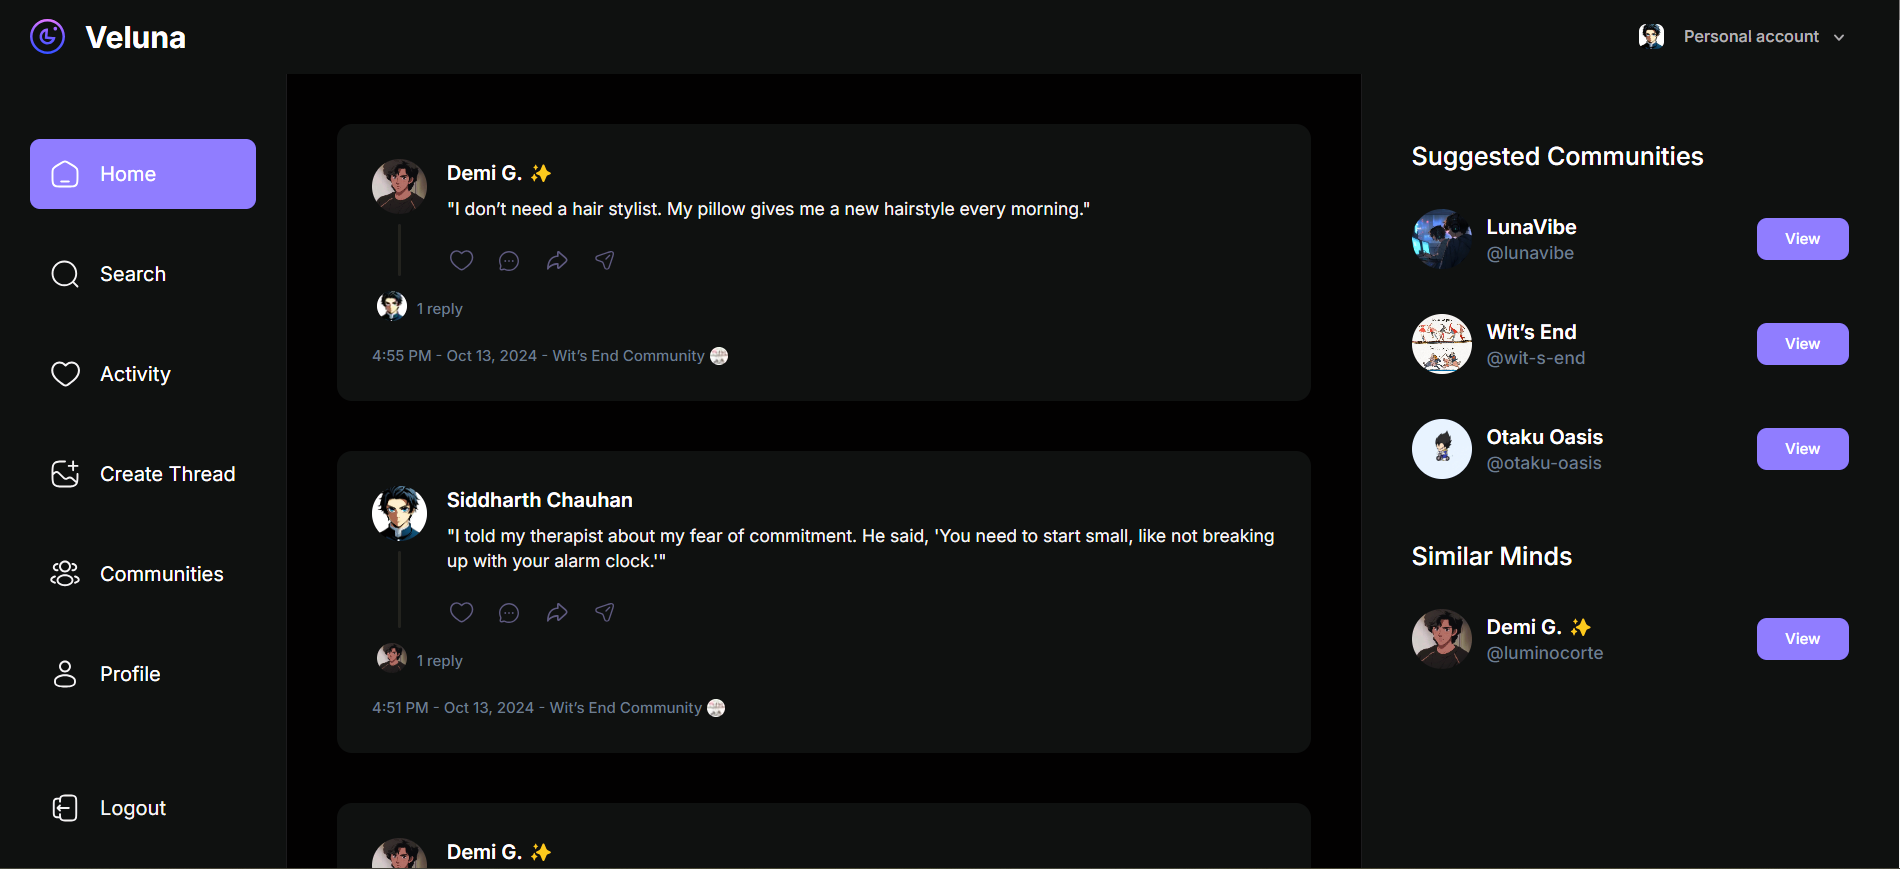 Veluna
Personal account
Home
Search
Activity
Create Thread
Communities
Profile
Logout
Demi G. ✨
"I don’t need a hair stylist. My pillow gives me a new hairstyle every morning."
1 reply
4:55 PM - Oct 13, 2024 - Wit’s End Community
Siddharth Chauhan
"I told my therapist about my fear of commitment. He said, 'You need to start small, like not breaking
up with your alarm clock.'"
1 reply
4:51 PM - Oct 13, 2024 - Wit’s End Community
Demi G. ✨
Suggested Communities
LunaVibe
@lunavibe
View
Wit’s End
@wit-s-end
View
Otaku Oasis
@otaku-oasis
View
Similar Minds
Demi G. ✨
@luminocorte
View